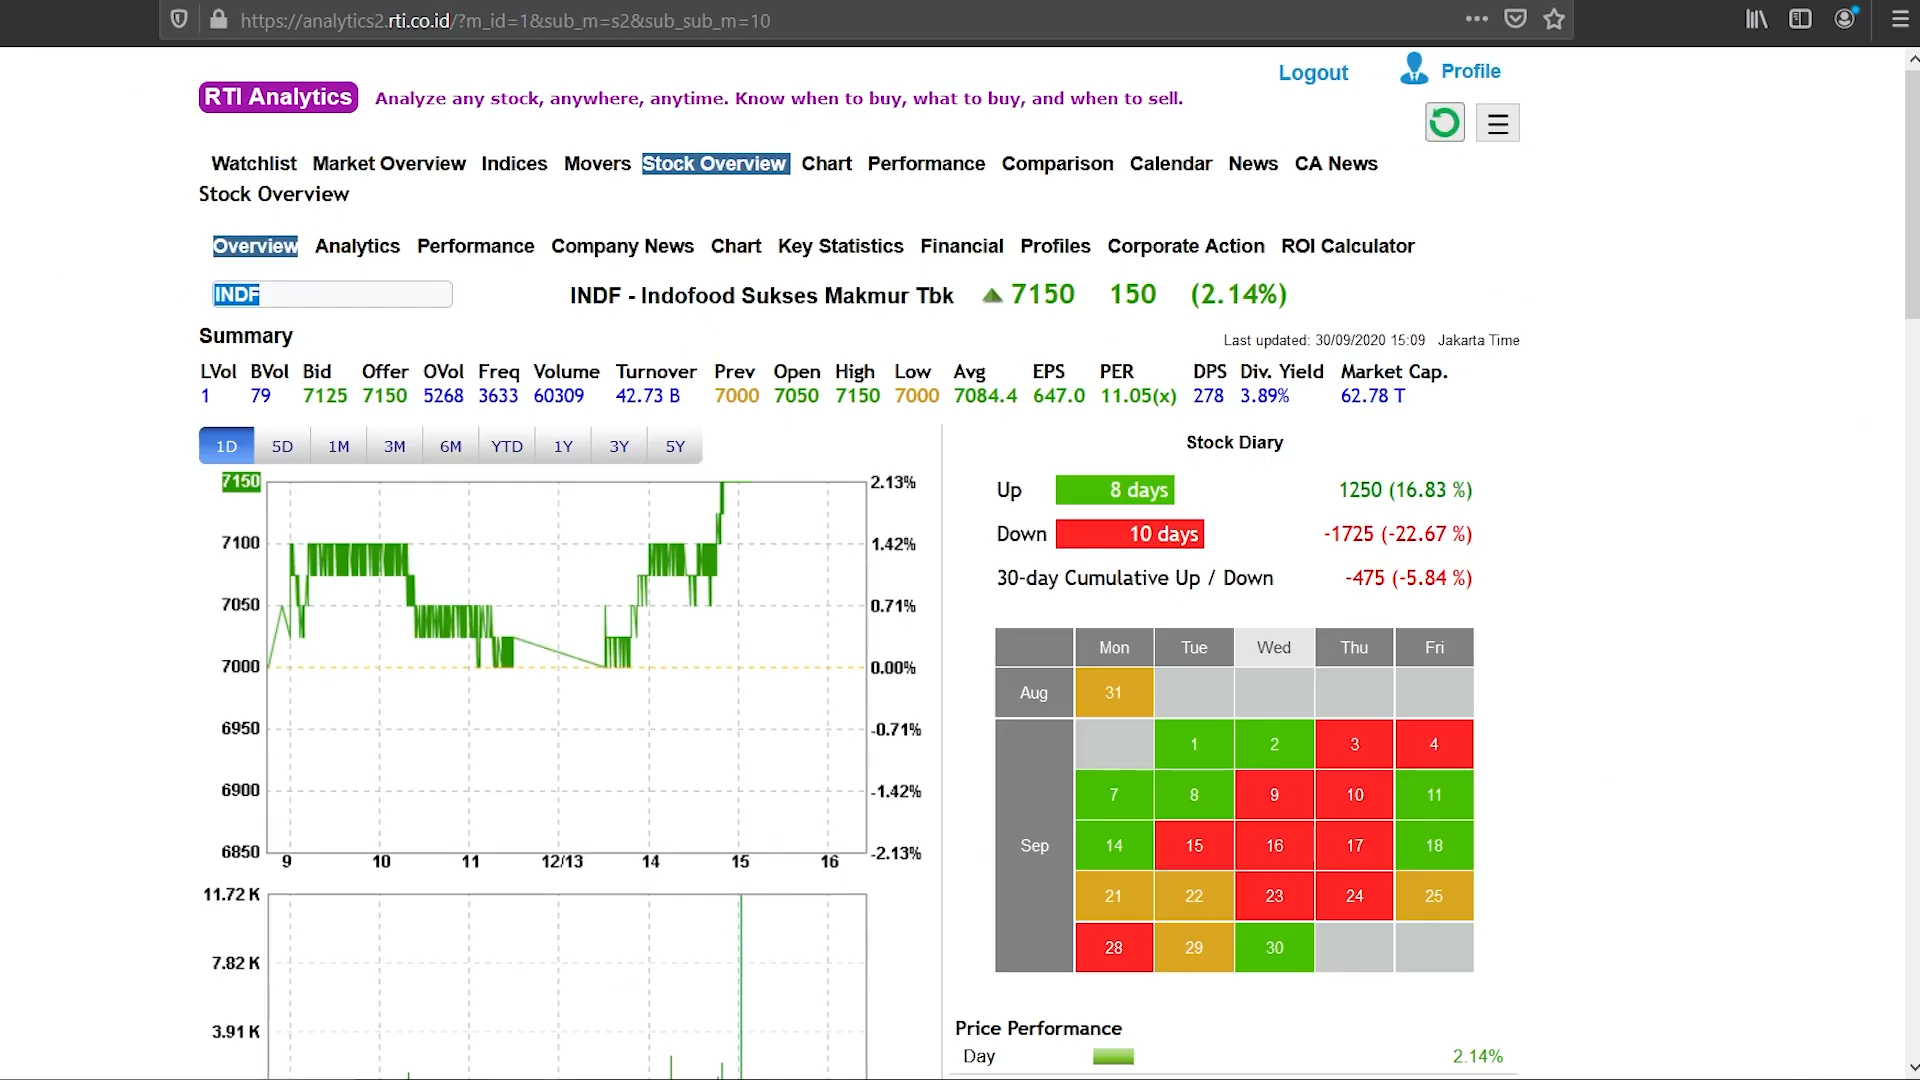 https://analytics2.rti.co.id/?m_id=1&sub_m=s2&sub_sub_m=10
Logout Profile
RTI Analytics Analyze any stock, anywhere, anytime. Know when to buy, what to buy, and when to sell.
Watchlist Market Overview Indices Movers Stock Overview Chart Performance Comparison Calendar News CA News
Stock Overview
Overview Analytics Performance Company News Chart Key Statistics Financial Profiles Corporate Action ROI Calculator
INDF INDF - Indofood Sukses Makmur Tbk 7150 150 (2.14%)
Summary Last updated: 30/09/2020 15:09 Jakarta Time
LVol BVol Bid Offer OVol Freq Volume Turnover Prev Open High Low Avg EPS PER DPS Div. Yield Market Cap.
1 79 7125 7150 5268 3633 60309 42.73 B 7000 7050 7150 7000 7084.4 647.0 11.05(x) 278 3.89% 62.78 T
1D 5D 1M 3M 6M YTD 1Y 3Y 5Y
7150 2.13%
7100 1.42%
7050 0.71%
7000 0.00%
6950 -0.71%
6900 -1.42%
6850 -2.13%
9 10 11 12/13 14 15 16
11.72 K
7.82 K
3.91 K
Stock Diary
Up 8 days 1250 (16.83 %)
Down 10 days -1725 (-22.67 %)
30-day Cumulative Up / Down -475 (-5.84 %)
Mon Tue Wed Thu Fri
Aug 31
Sep
1 2 3 4
7 8 9 10 11
14 15 16 17 18
21 22 23 24 25
28 29 30
Price Performance
Day 2.14%